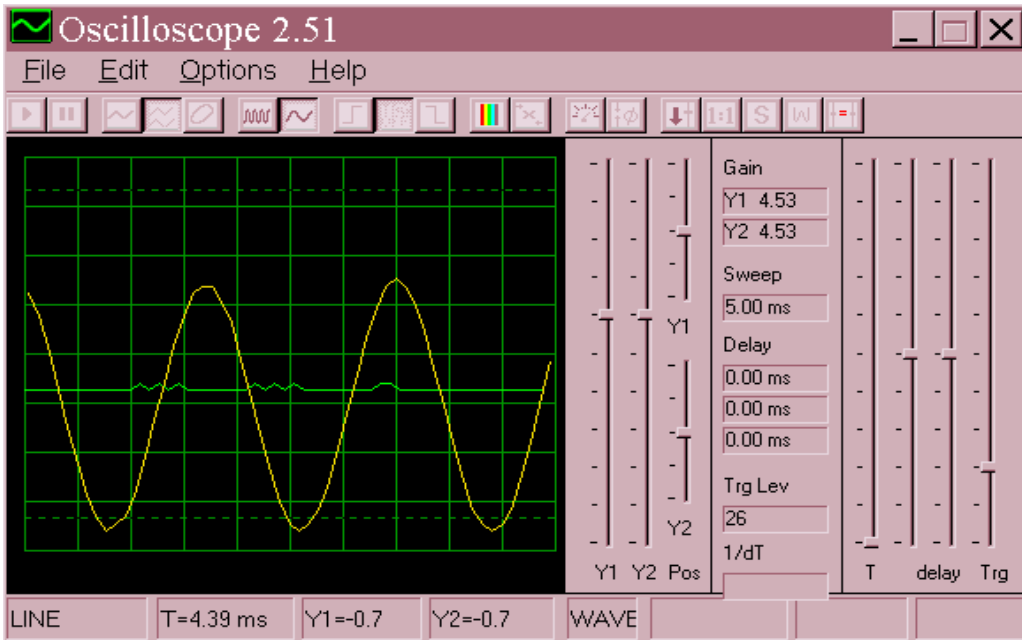 Oscilloscope 2.51
File Edit Options Help
1:1 S W
Gain
Y1 4.53
Y2 4.53
Sweep
5.00 ms
Y1
Delay
0.00 ms
0.00 ms
0.00 ms
Trg Lev
26
Y2
1/dT
Y1 Y2 Pos
T delay Trg
LINE T=4.39 ms Y1=-0.7 Y2=-0.7 WAVE